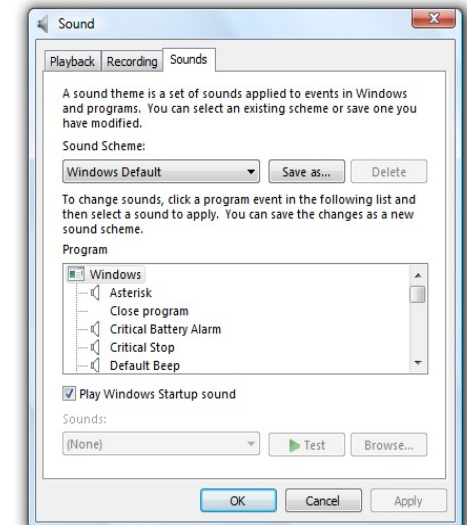 Sound
Playback Recording Sounds
A sound theme is a set of sounds applied to events in Windows
and programs. You can select an existing scheme or save one you
have modified.
Sound Scheme:
Windows Default Save as... Delete
To change sounds, click a program event in the following list and
then select a sound to apply. You can save the changes as a new
sound scheme.
Program
Windows
Asterisk
Close program
Critical Battery Alarm
Critical Stop
Default Beep
Play Windows Startup sound
Sounds:
(None) Test Browse...
OK Cancel Apply